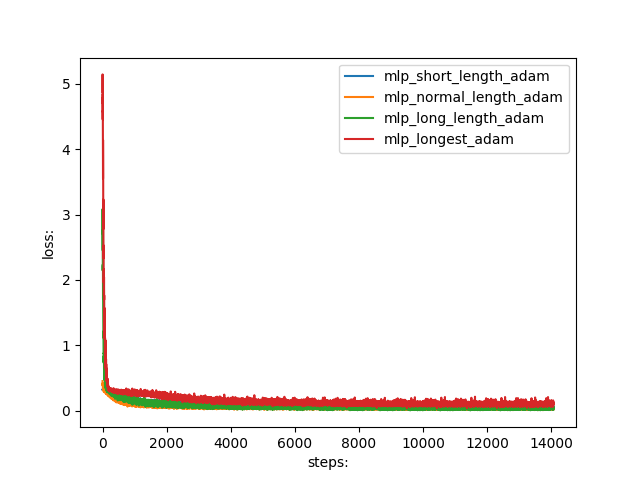 mlp_short_length_adam
mlp_normal_length_adam
mlp_long_length_adam
mlp_longest_adam
5
4
3
2
1
0
loss:
0 2000 4000 6000 8000 10000 12000 14000
steps: